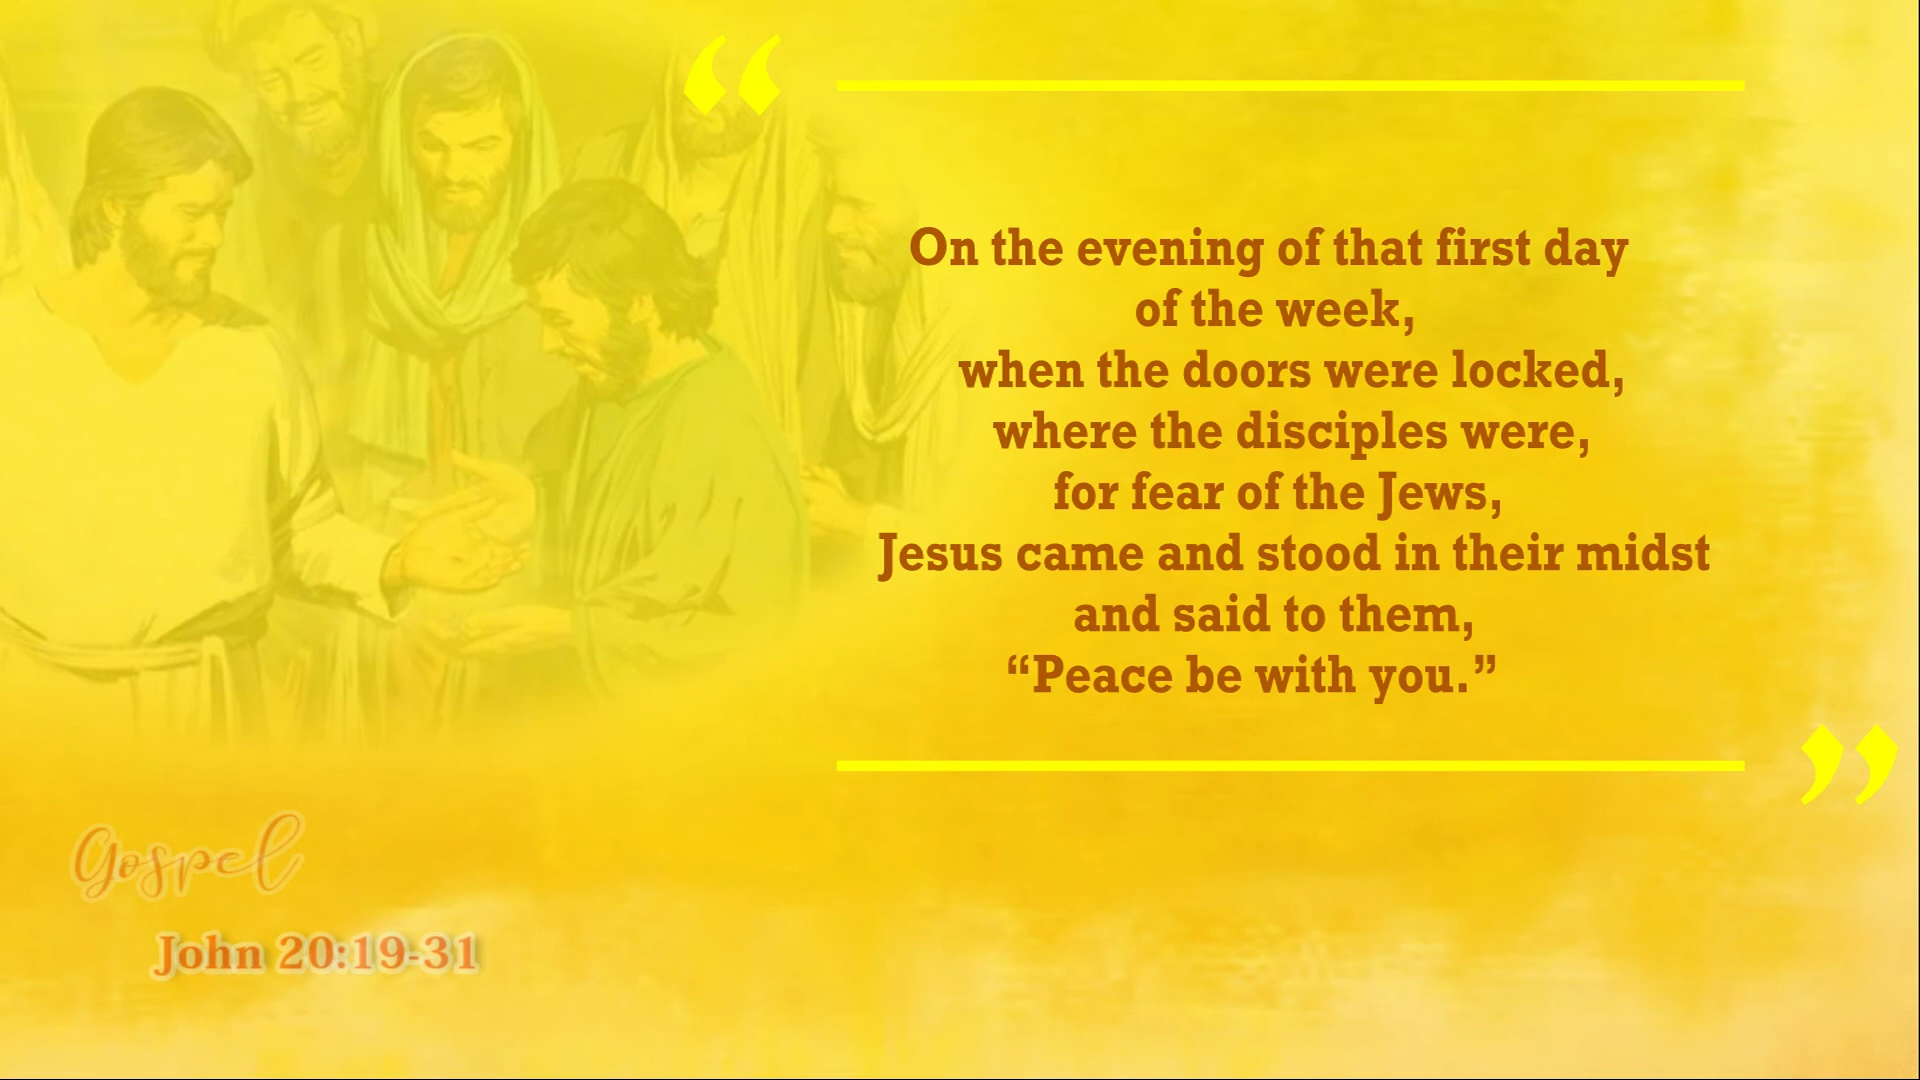 On the evening of that first day
of the week,
when the doors were locked,
where the disciples were,
for fear of the Jews,
Jesus came and stood in their midst
and said to them,
“Peace be with you.”
Gospel
John 20:19-31